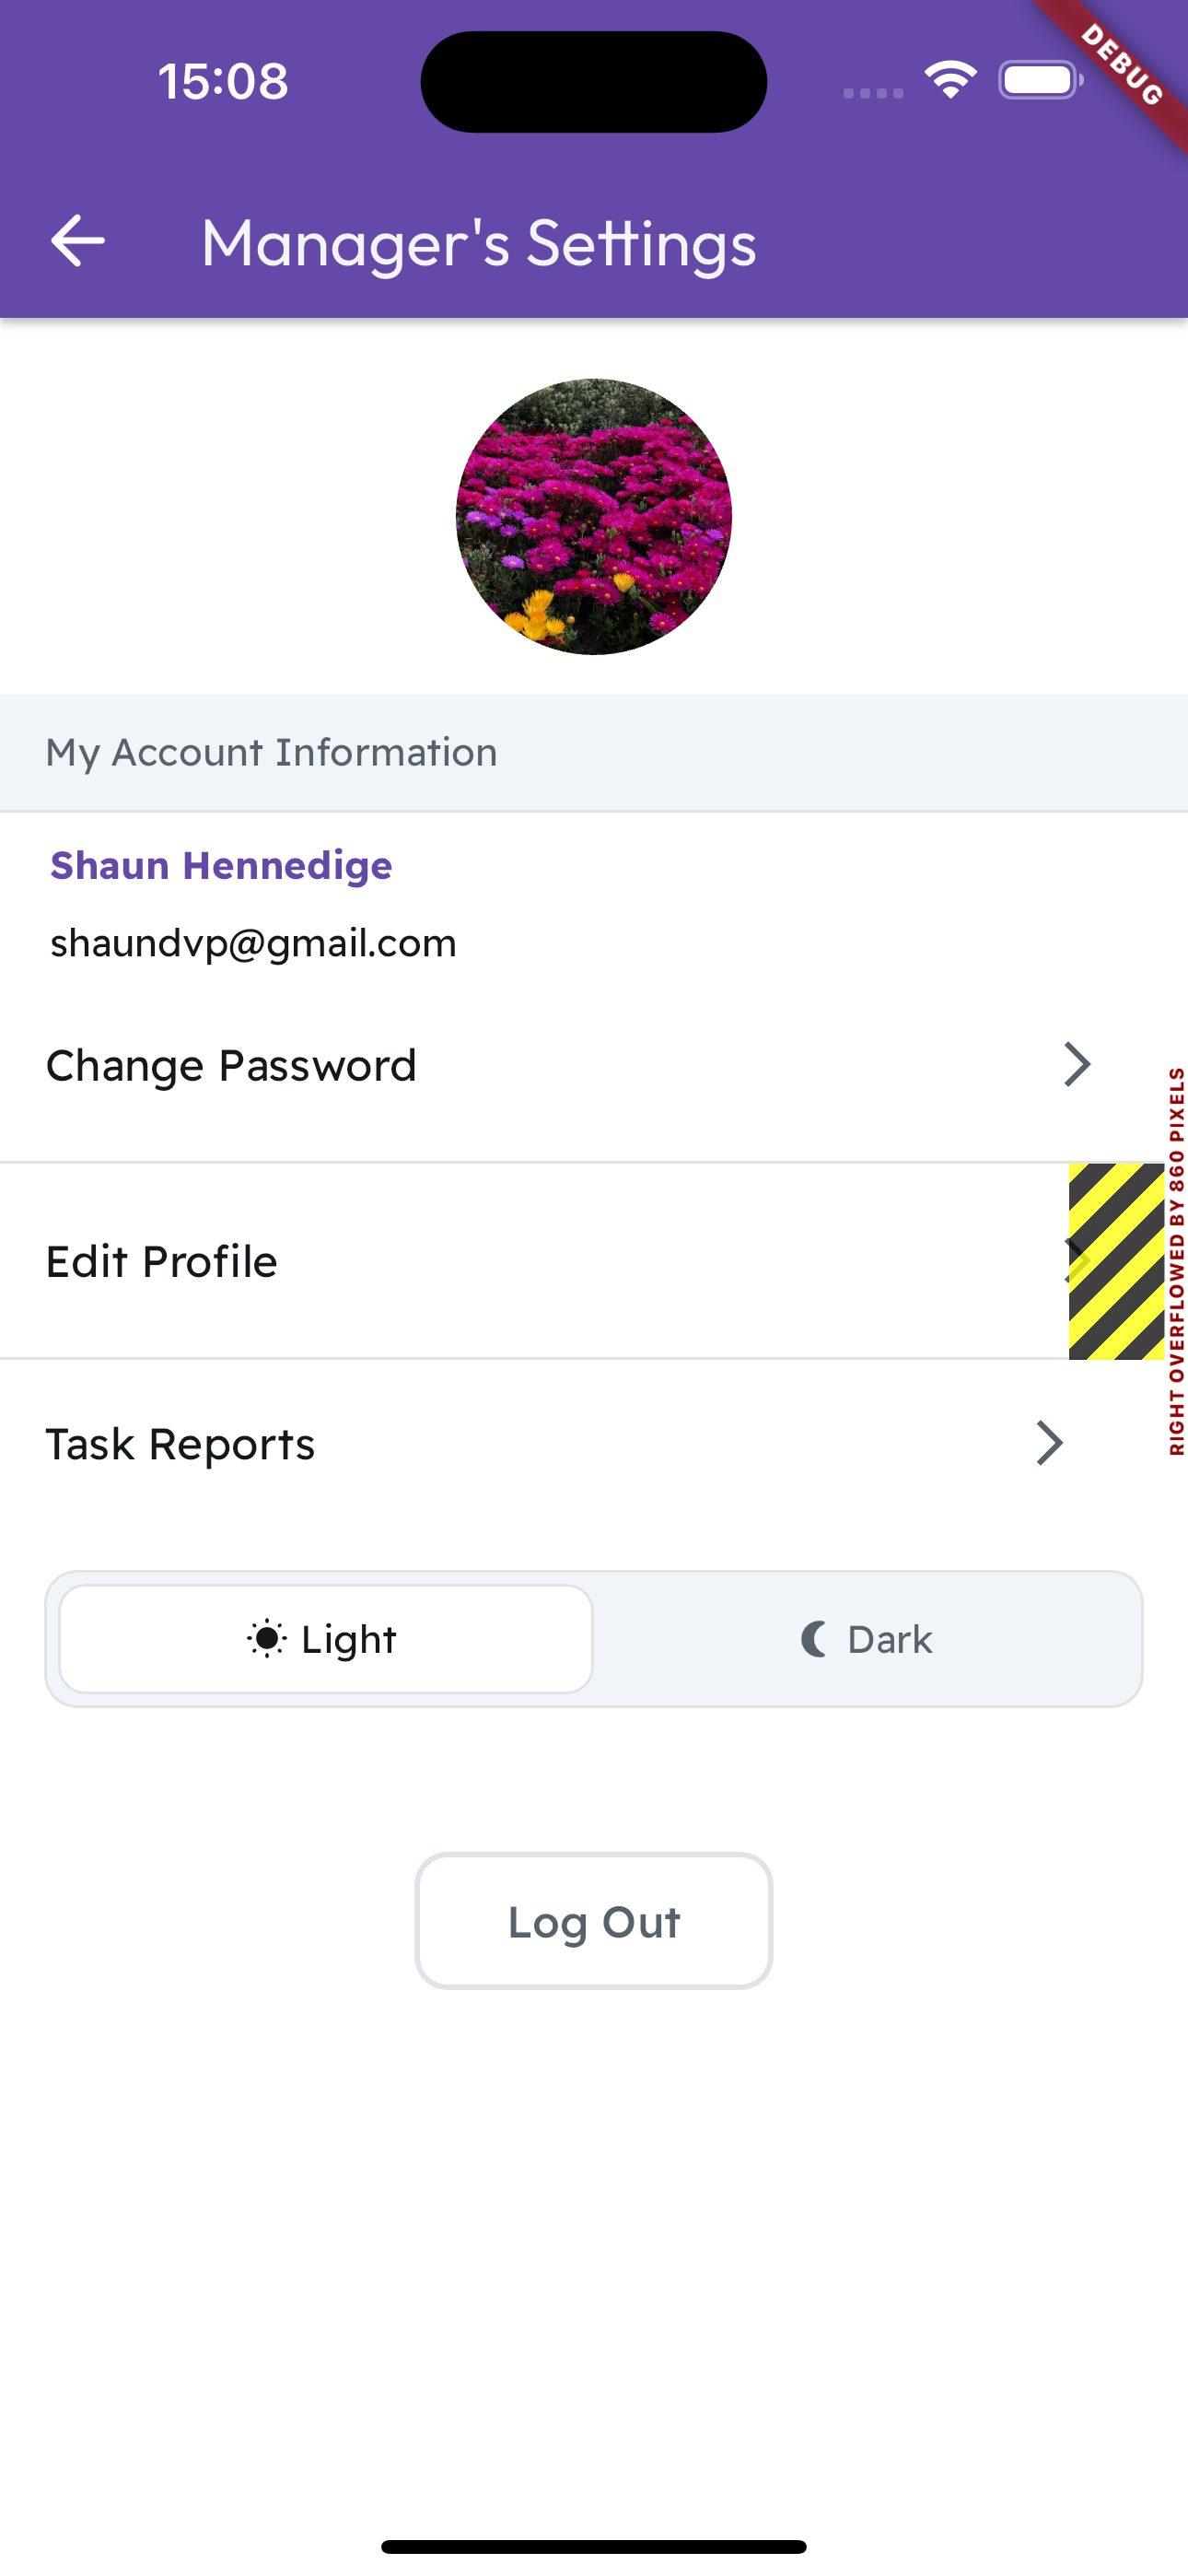 15:08
DEBUG
Manager's Settings
My Account Information
Shaun Hennedige
shaundvp@gmail.com
Change Password
Edit Profile
RIGHT OVERFLOWED BY 860 PIXELS
Task Reports
Light
Dark
Log Out